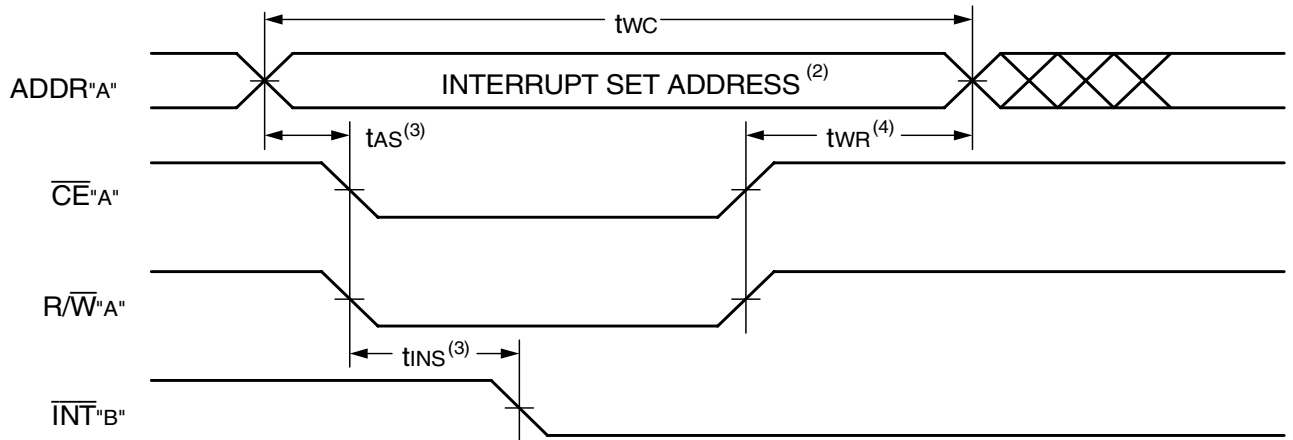 tWC
ADDR"A"
INTERRUPT SET ADDRESS (2)
tAS(3)
tWR(4)
CE"A"
R/W"A"
tINS(3)
INT"B"